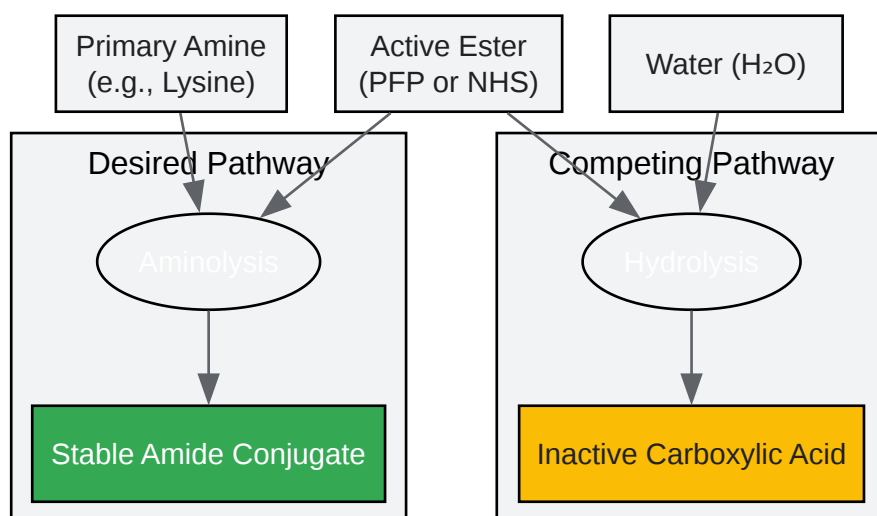 Primary Amine
(e.g., Lysine)
Active Ester
(PFP or NHS)
Water (H₂O)
Desired Pathway
Competing Pathway
Aminolysis
Hydrolysis
Stable Amide Conjugate
Inactive Carboxylic Acid